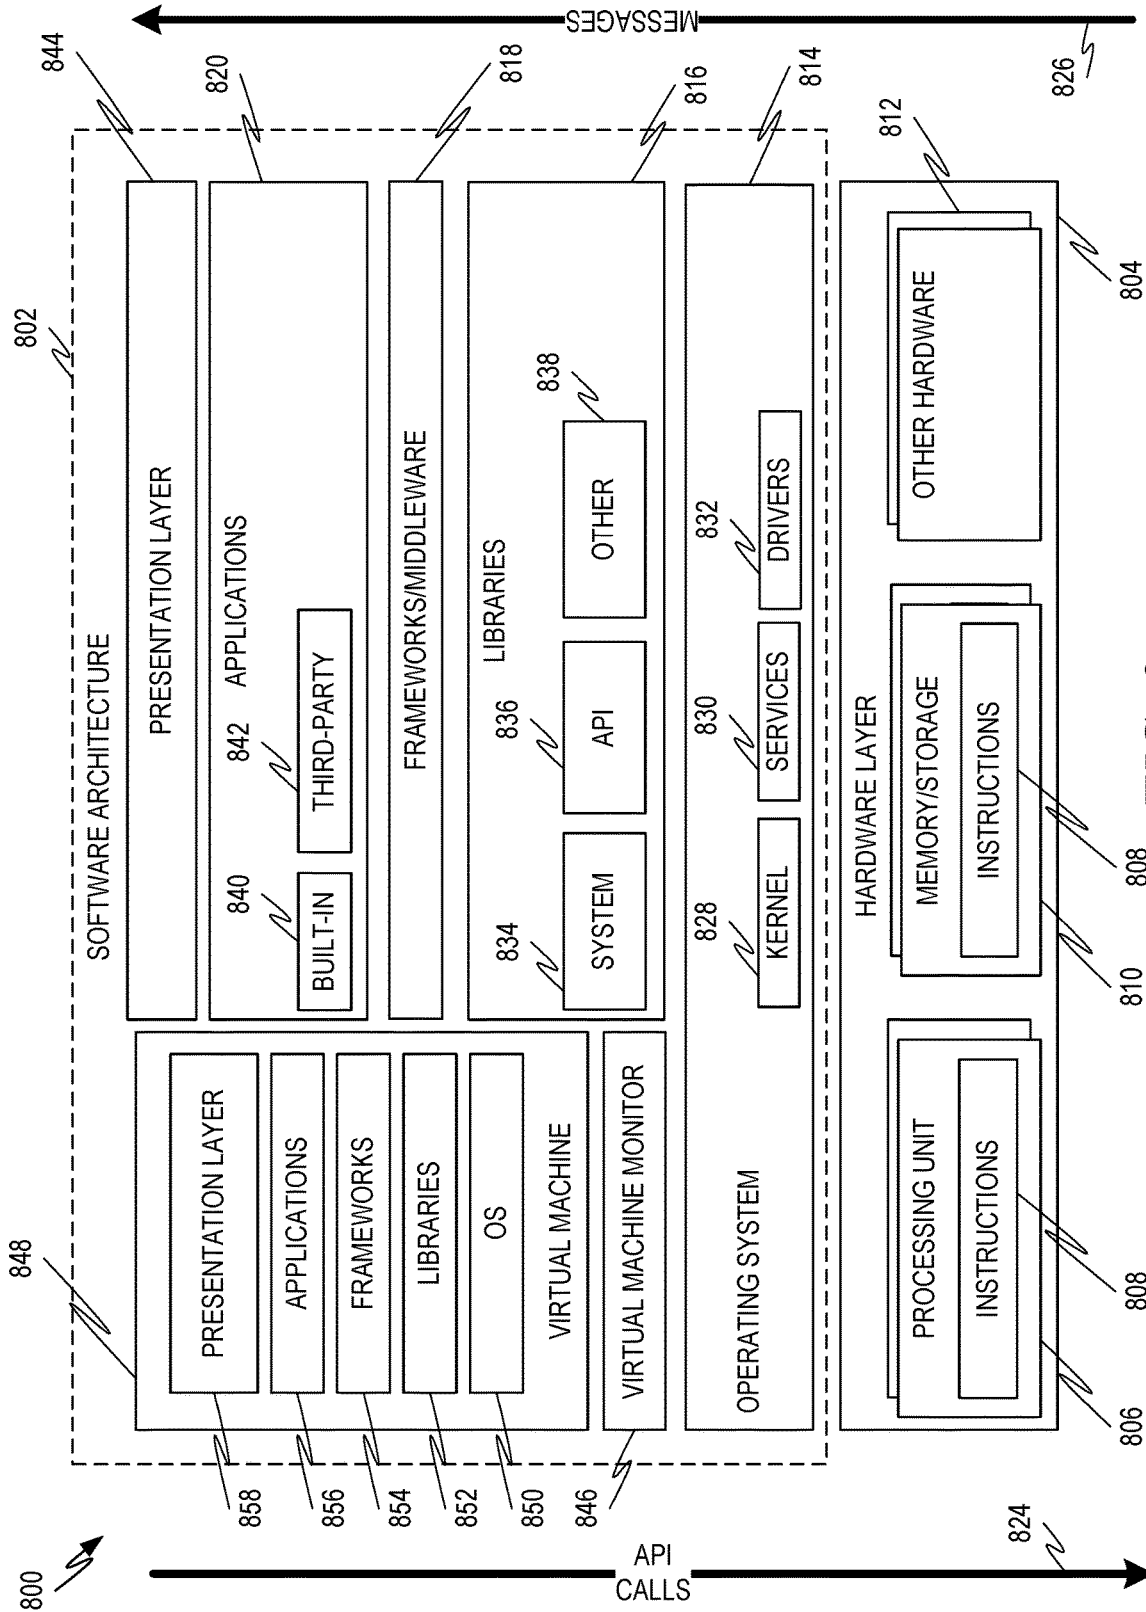 800
848
802
844
SOFTWARE ARCHITECTURE
PRESENTATION LAYER
858
PRESENTATION LAYER
820
APPLICATIONS
840
842
BUILT-IN
THIRD-PARTY
856
APPLICATIONS
854
FRAMEWORKS
818
FRAMEWORKS/MIDDLEWARE
852
LIBRARIES
850
OS
816
LIBRARIES
834
836
838
SYSTEM
API
OTHER
VIRTUAL MACHINE
846
VIRTUAL MACHINE MONITOR
814
OPERATING SYSTEM
828
830
832
KERNEL
SERVICES
DRIVERS
API
CALLS
824
MESSAGES
826
HARDWARE LAYER
812
PROCESSING UNIT
INSTRUCTIONS
MEMORY/STORAGE
INSTRUCTIONS
OTHER HARDWARE
806
808
810
808
804